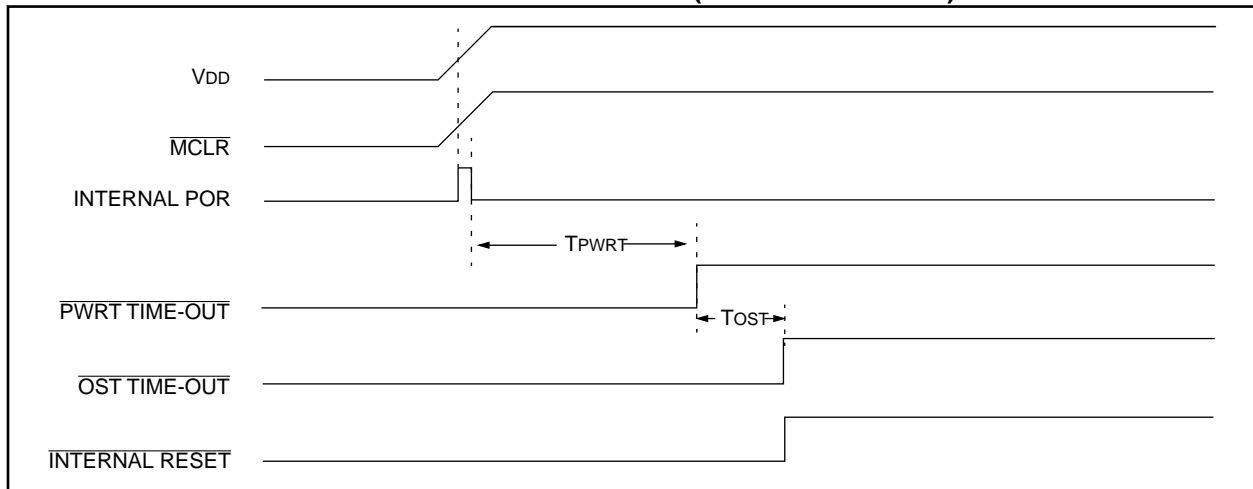 VDD
MCLR
INTERNAL POR
TPWRT
PWRT TIME-OUT
TOST
OST TIME-OUT
INTERNAL RESET